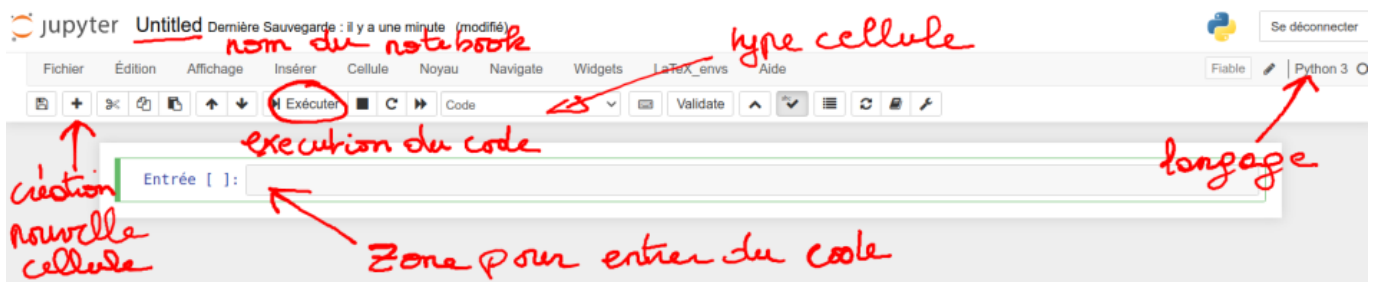 jupyter Untitled Dernière Sauvegarde : il y a une minute (modifié) Se déconnecter
nom du notebook
type cellule
Fichier Édition Affichage Insérer Cellule Noyau Navigate Widgets LaTeX_envs Aide Fiable Python 3
Exécuter Code Validate
execution du code
langage
Entrée [ ]:
création
nouvelle
cellule
Zone pour entrer du code